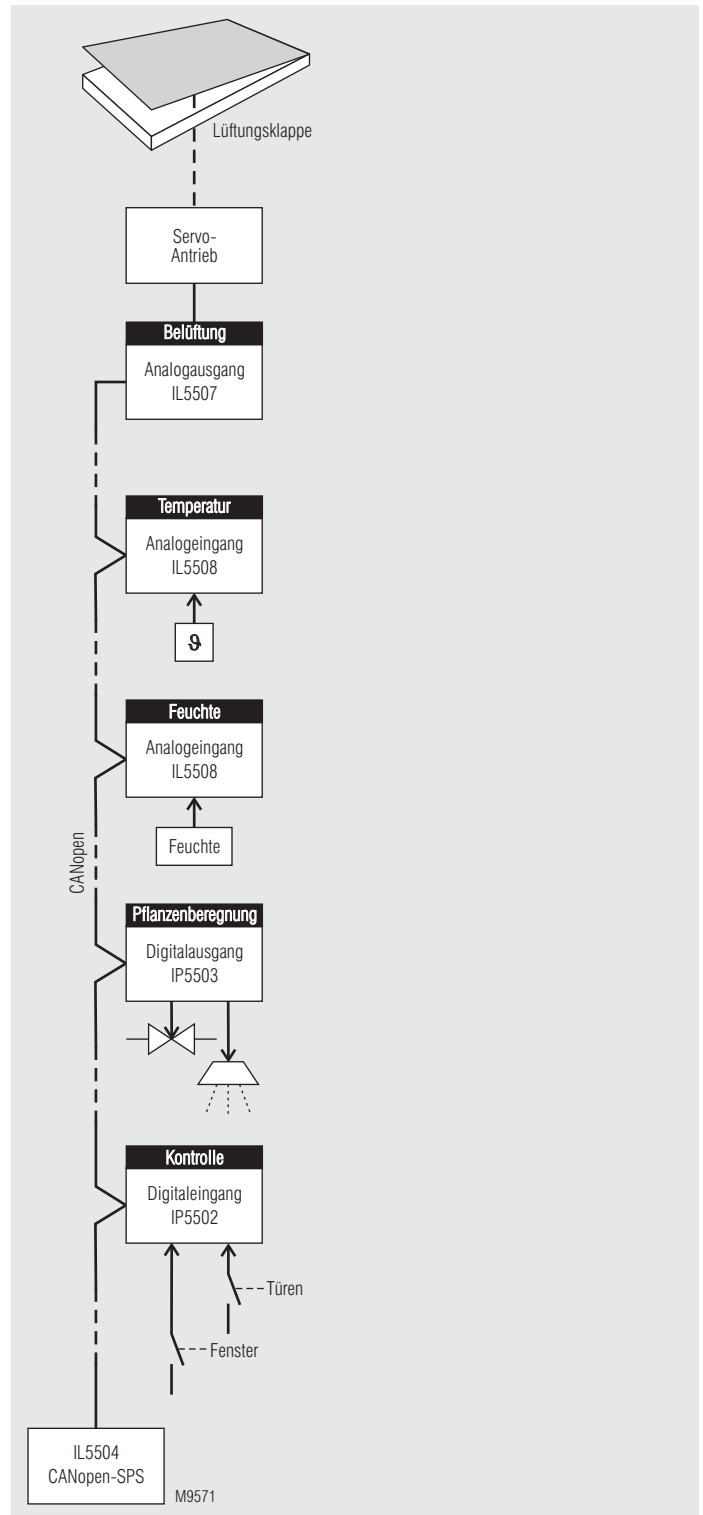 Lüftungsklappe
Servo-
Antrieb
Belüftung
Analogausgang
IL5507
Temperatur
Analogeingang
IL5508
ϑ
Feuchte
Analogeingang
IL5508
Feuchte
CANopen
Pflanzenberegnung
Digitalausgang
IP5503
Kontrolle
Digitaleingang
IP5502
Türen
Fenster
IL5504
CANopen-SPS
M9571